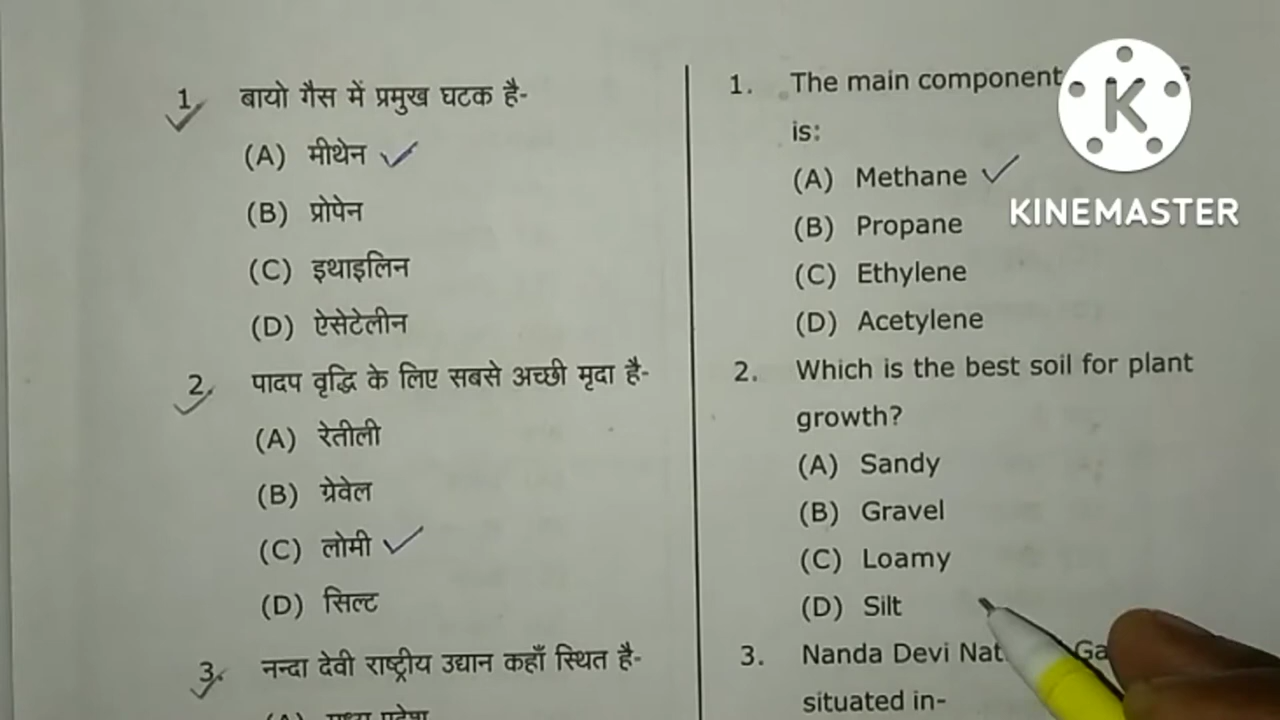 1. बायो गैस में प्रमुख घटक है-
(A) मीथेन
(B) प्रोपेन
(C) इथाइलिन
(D) ऐसेटेलीन
2. पादप वृद्धि के लिए सबसे अच्छी मृदा है-
(A) रेतीली
(B) ग्रेवेल
(C) लोमी
(D) सिल्ट
3. नन्दा देवी राष्ट्रीय उद्यान कहाँ स्थित है-
(A) मध्य प्रदेश
1. The main component
is:
(A) Methane
(B) Propane
(C) Ethylene
(D) Acetylene
2. Which is the best soil for plant
growth?
(A) Sandy
(B) Gravel
(C) Loamy
(D) Silt
3. Nanda Devi
situated in-
K
KINEMASTER